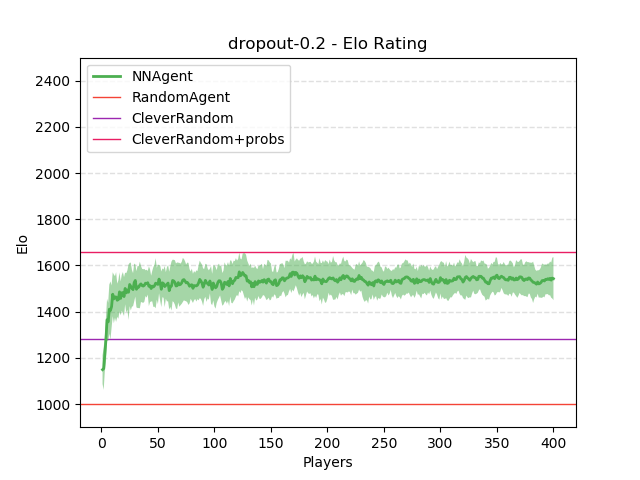 dropout-0.2 - Elo Rating
NNAgent
RandomAgent
CleverRandom
CleverRandom+probs
2400
2200
2000
1800
1600
1400
1200
1000
Elo
0 50 100 150 200 250 300 350 400
Players